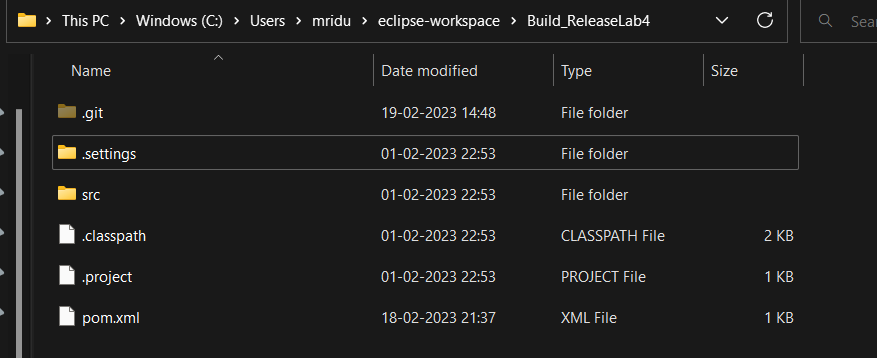 This PC > Windows (C:) > Users > mridu > eclipse-workspace > Build_ReleaseLab4
Name Date modified Type Size
.git 19-02-2023 14:48 File folder
.settings 01-02-2023 22:53 File folder
src 01-02-2023 22:53 File folder
.classpath 01-02-2023 22:53 CLASSPATH File 2 KB
.project 01-02-2023 22:53 PROJECT File 1 KB
pom.xml 18-02-2023 21:37 XML File 1 KB